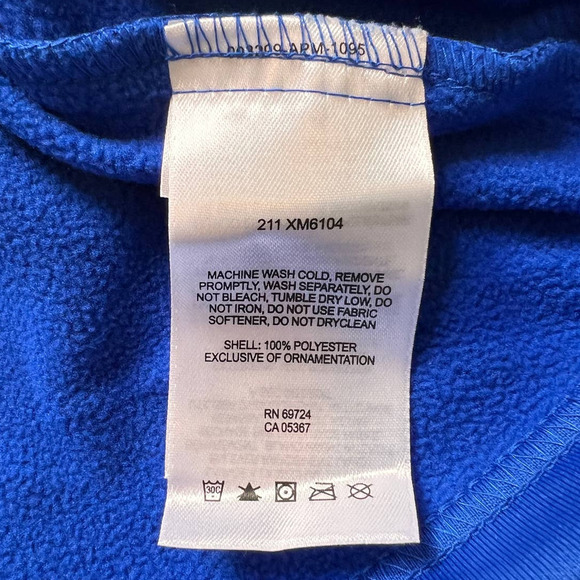 211 XM6104
MACHINE WASH COLD, REMOVE
PROMPTLY, WASH SEPARATELY, DO
NOT BLEACH, TUMBLE DRY LOW, DO
NOT IRON, DO NOT USE FABRIC
SOFTENER, DO NOT DRYCLEAN
SHELL: 100% POLYESTER
EXCLUSIVE OF ORNAMENTATION
RN 69724
CA 05367
30C